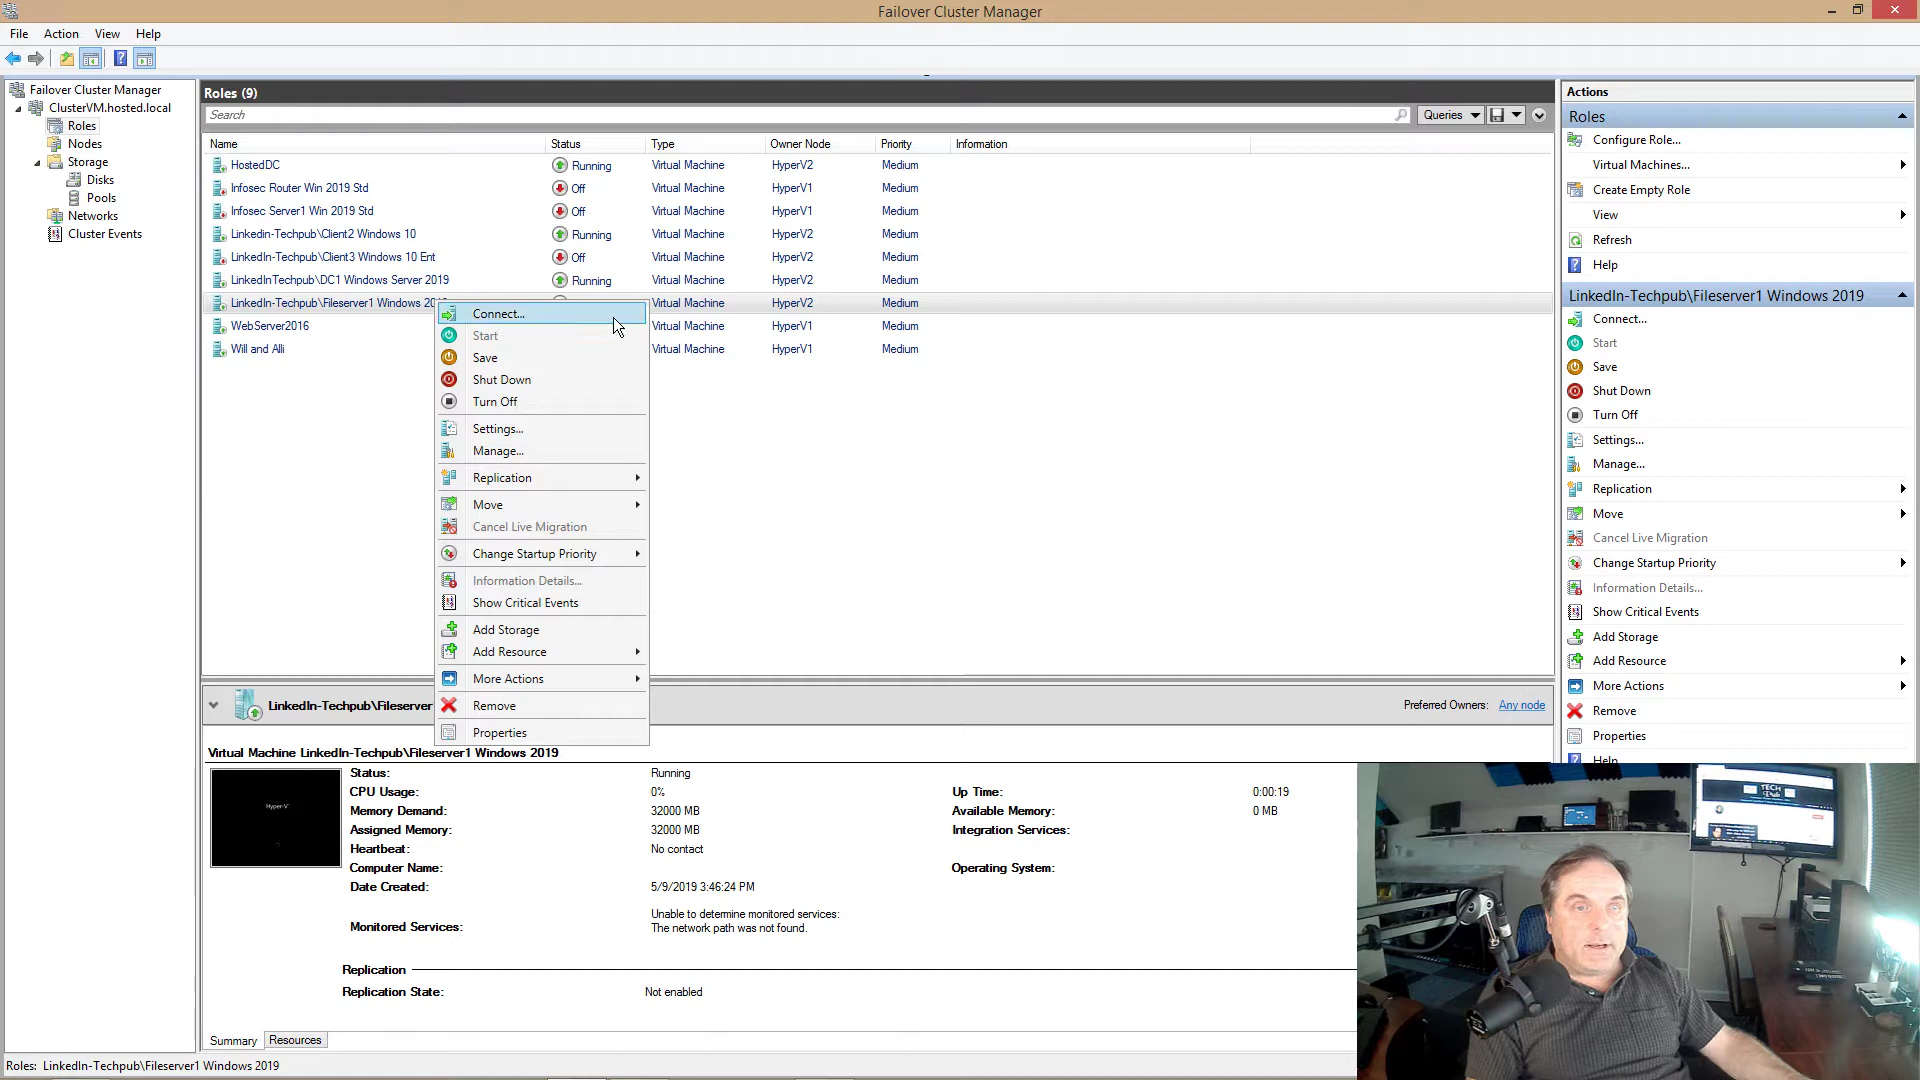 Failover Cluster Manager
File Action View Help
Failover Cluster Manager
ClusterVM.hosted.local
Roles
Nodes
Storage
Disks
Pools
Networks
Cluster Events
Roles (9)
Search
Queries
Name Status Type Owner Node Priority Information
HostedDC Running Virtual Machine HyperV2 Medium
Infosec Router Win 2019 Std Off Virtual Machine HyperV1 Medium
Infosec Server1 Win 2019 Std Off Virtual Machine HyperV1 Medium
Linkedin-Techpub\Client2 Windows 10 Running Virtual Machine HyperV2 Medium
LinkedIn-Techpub\Client3 Windows 10 Ent Off Virtual Machine HyperV2 Medium
LinkedInTechpub\DC1 Windows Server 2019 Running Virtual Machine HyperV2 Medium
LinkedIn-Techpub\Fileserver1 Windows Virtual Machine HyperV2 Medium
WebServer2016 Virtual Machine HyperV1 Medium
Will and Alli Virtual Machine HyperV1 Medium
Connect...
Start
Save
Shut Down
Turn Off
Settings...
Manage...
Replication
Move
Cancel Live Migration
Change Startup Priority
Information Details...
Show Critical Events
Add Storage
Add Resource
More Actions
Remove
Properties
LinkedIn-Techpub\Fileserver
Preferred Owners: Any node
Virtual Machine LinkedIn-Techpub\Fileserver1 Windows 2019
Hyper-V
Status: Running
CPU Usage: 0% Up Time: 0:00:19
Memory Demand: 32000 MB Available Memory: 0 MB
Assigned Memory: 32000 MB Integration Services:
Heartbeat: No contact
Computer Name: Operating System:
Date Created: 5/9/2019 3:46:24 PM
Monitored Services: Unable to determine monitored services:
The network path was not found.
Replication
Replication State: Not enabled
Summary Resources
Roles: LinkedIn-Techpub\Fileserver1 Windows 2019
Actions
Roles
Configure Role...
Virtual Machines...
Create Empty Role
View
Refresh
Help
LinkedIn-Techpub\Fileserver1 Windows 2019
Connect...
Start
Save
Shut Down
Turn Off
Settings...
Manage...
Replication
Move
Cancel Live Migration
Change Startup Priority
Information Details...
Show Critical Events
Add Storage
Add Resource
More Actions
Remove
Properties
Help
TECH
Pub